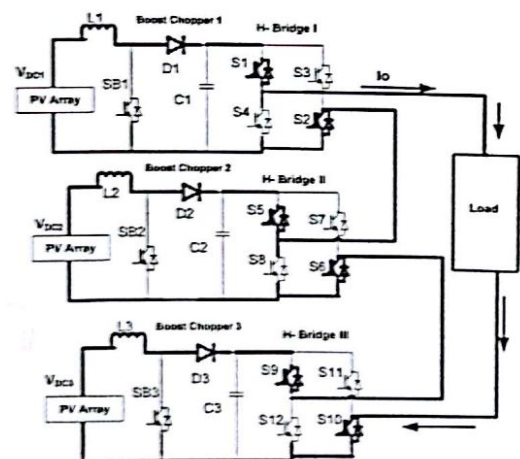 L1
Boost Chopper 1
H- Bridge I
VDC1
PV Array
SB1
D1
C1
S1
S3
S4
S2
Io
L2
Boost Chopper 2
H- Bridge II
VDC2
PV Array
SB2
D2
C2
S5
S7
S8
S6
Load
L3
Boost Chopper 3
H- Bridge III
VDC3
PV Array
SB3
D3
C3
S9
S11
S12
S10